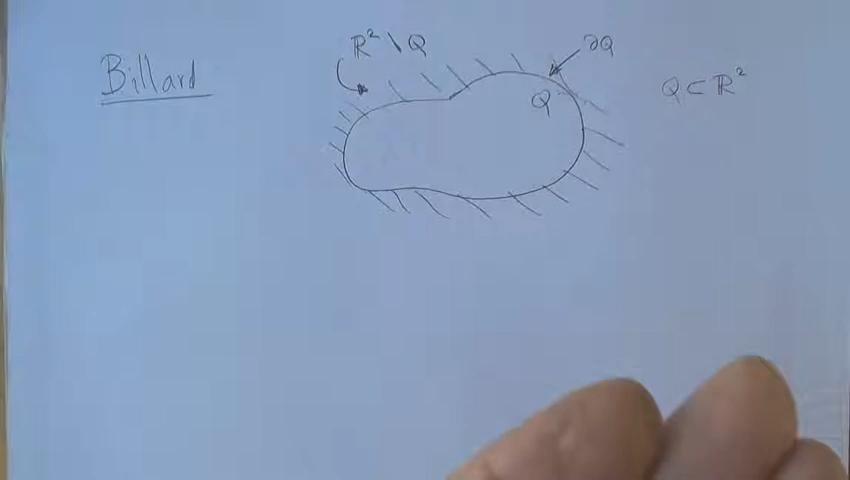 Billard
ℝ² \ Q
∂Q
Q
Q ⊂ ℝ²